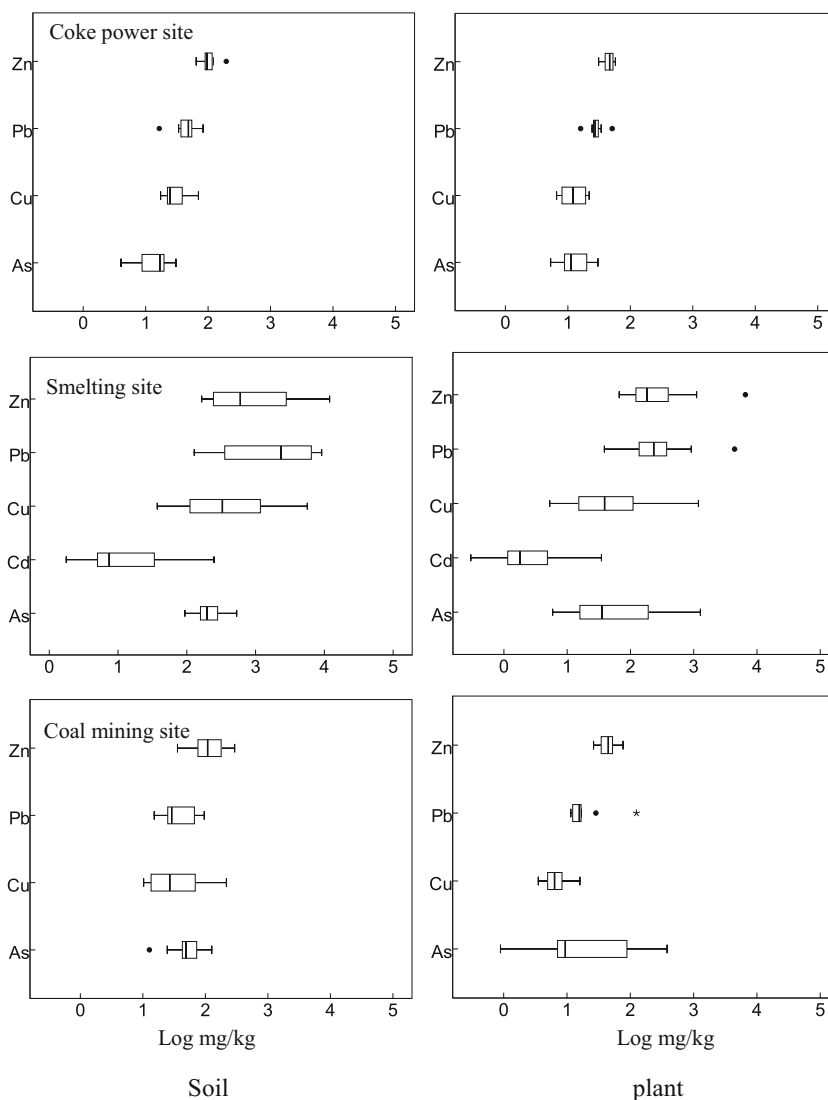 Coke power site
Zn
Pb
Cu
As
0 1 2 3 4 5
Zn
Pb
Cu
As
0 1 2 3 4 5
Smelting site
Zn
Pb
Cu
Cd
As
0 1 2 3 4 5
Zn
Pb
Cu
Cd
As
0 1 2 3 4 5
Coal mining site
Zn
Pb
Cu
As
0 1 2 3 4 5
Log mg/kg
Soil
Zn
Pb
*
Cu
As
0 1 2 3 4 5
Log mg/kg
plant